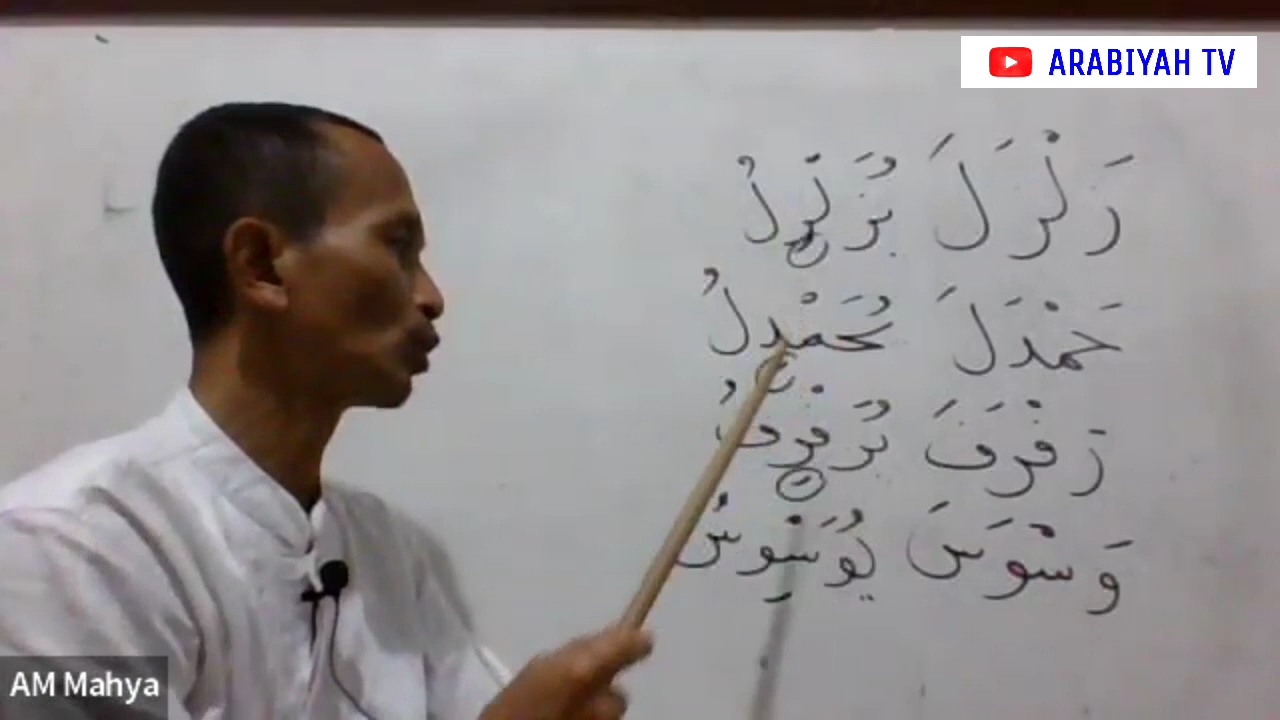 ARABIYAH TV
زَلْزَلَ يُزَلْزِلُ
حَمْدَلَ يُحَمْدِلُ
رَفْرَفَ يُرَفْرِفُ
وَسْوَسَ يُوَسْوِسُ
AM Mahya